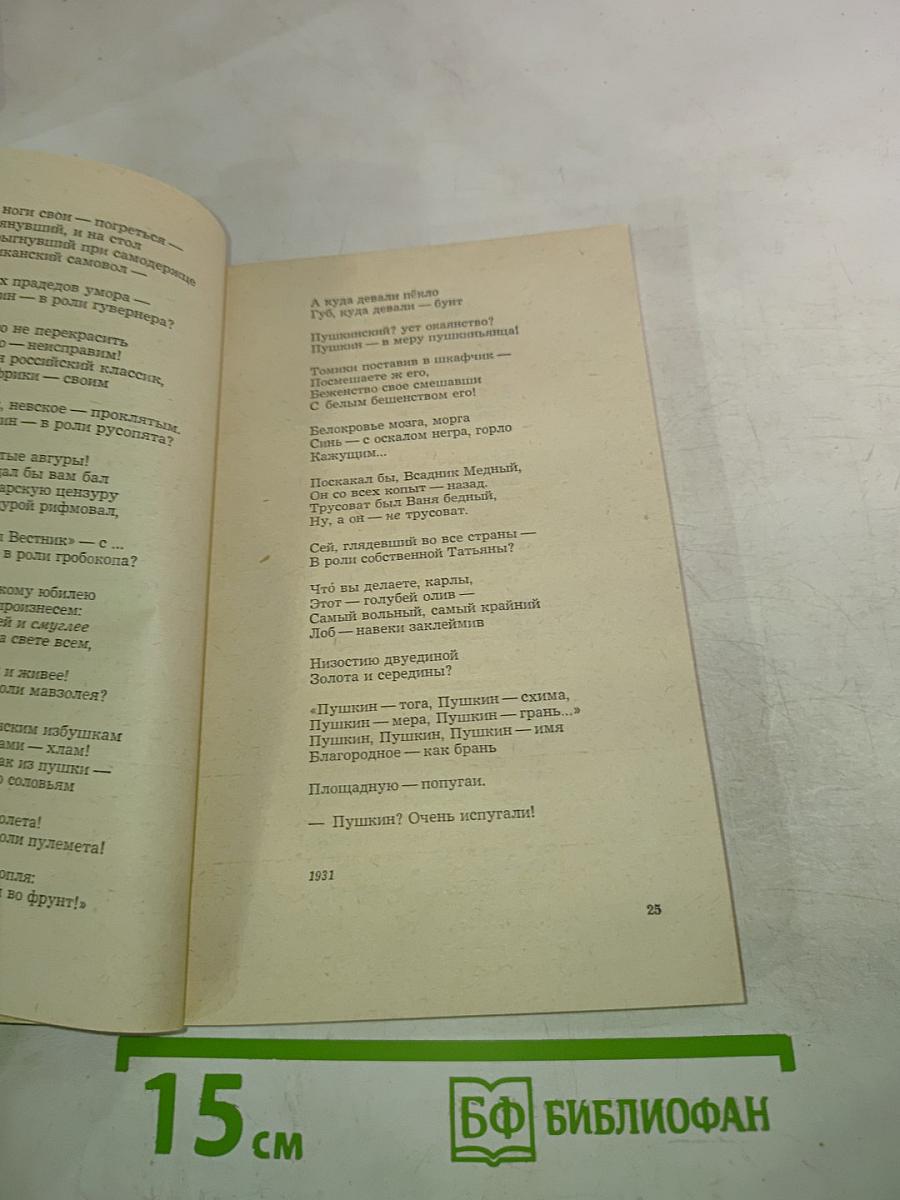 ноги свои — погреться —
янувший, и на стол
ыгнувший при самодержце
иканский самовол —
х прадедов умора —
ин — в роли гувернера?
о не перекрасить
о — неисправим!
й российский классик,
фрики — своим
, невское — проклятым.
ин — в роли русопята?
тые авгуры!
дал бы вам бал
арскую цензуру
урой рифмовал,
й Вестник» — с ...
в роли гробокопа?
кому юбилею
произнесем:
ей и смуглее
а свете всем,
и живее!
оли мавзолея?
нским избушкам
ами — хлам!
ак из пушки —
о соловьям
олета!
оли пулемета!
опля:
и во фрунт!»
А куда девали пёкло
Губ, куда девали — бунт
Пушкинский? уст окаянство?
Пушкин — в меру пушкиньянца!
Томики поставив в шкафчик —
Посмешаете ж его,
Беженство свое смешавши
С белым бешенством его!
Белокровье мозга, морга
Синь — с оскалом негра, горло
Кажущим...
Поскакал бы, Всадник Медный,
Он со всех копыт — назад.
Трусоват был Ваня бедный,
Ну, а он — не трусоват.
Сей, глядевший во все страны —
В роли собственной Татьяны?
Что́ вы делаете, карлы,
Этот — голубей олив —
Самый вольный, самый крайний
Лоб — навеки заклеймив
Низостию двуединой
Золота и середины?
«Пушкин — тога, Пушкин — схима,
Пушкин — мера, Пушкин — грань...»
Пушкин, Пушкин, Пушкин — имя
Благородное — как брань
Площадную — попугаи.
— Пушкин? Очень испугали!
1931
25
15 см
БФ БИБЛИОФАН